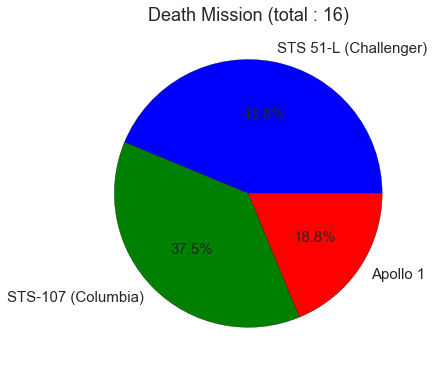 Death Mission (total : 16)
STS 51-L (Challenger)
43.8%
37.5%
18.8%
Apollo 1
STS-107 (Columbia)